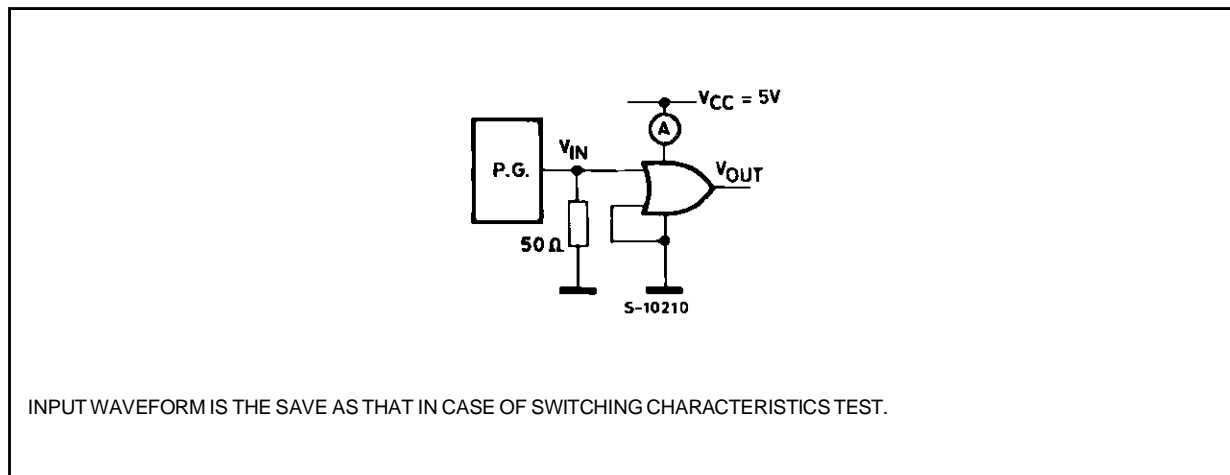 VCC = 5V
A
P.G.
VIN
VOUT
50 Ω
S-10210
INPUT WAVEFORM IS THE SAVE AS THAT IN CASE OF SWITCHING CHARACTERISTICS TEST.